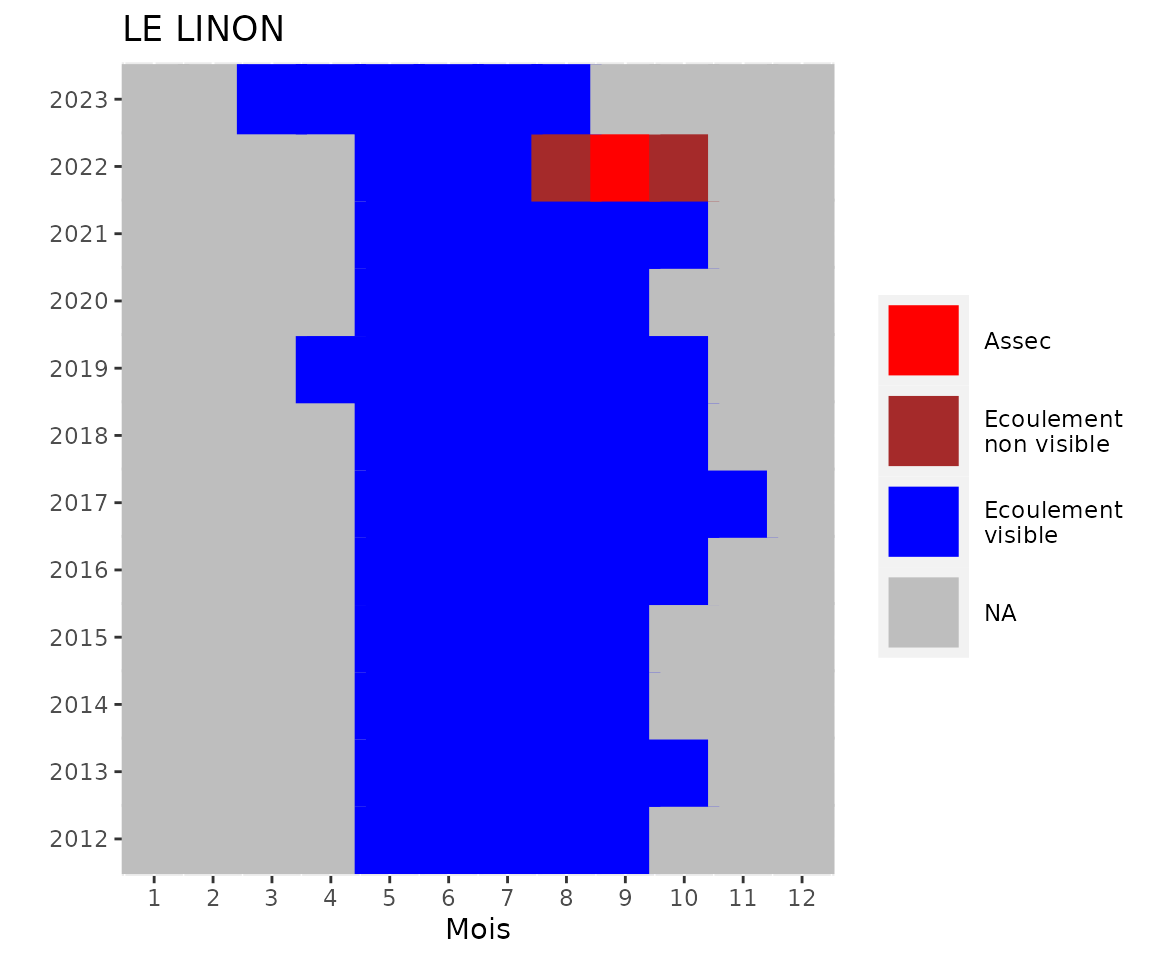 LE LINON
2023
2022
2021
2020
2019
2018
2017
2016
2015
2014
2013
2012
1 2 3 4 5 6 7 8 9 10 11 12
Mois
Assec
Ecoulement
non visible
Ecoulement
visible
NA